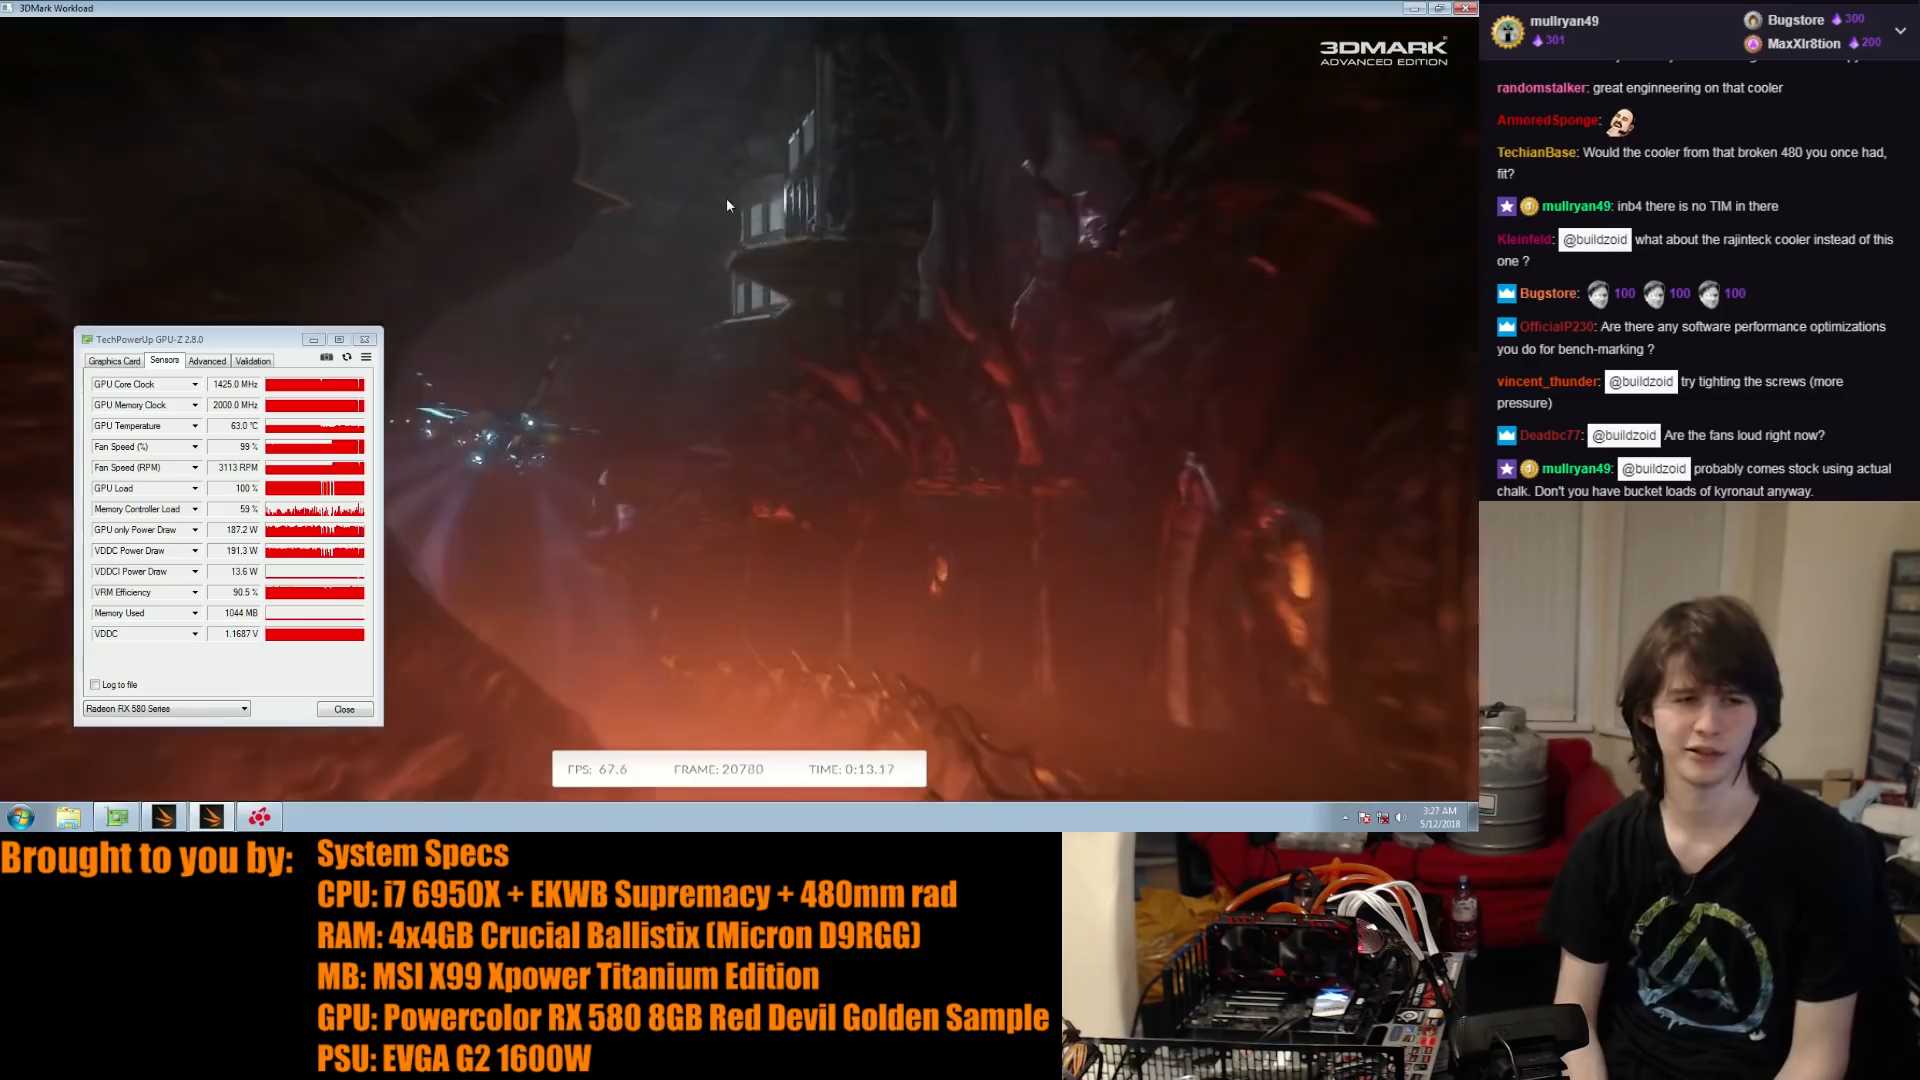 3DMark Workload
3DMARK
ADVANCED EDITION
TechPowerUp GPU-Z 2.8.0
Graphics Card Sensors Advanced Validation
GPU Core Clock 1425.0 MHz
GPU Memory Clock 2000.0 MHz
GPU Temperature 63.0 °C
Fan Speed (%) 99 %
Fan Speed (RPM) 3113 RPM
GPU Load 100 %
Memory Controller Load 59 %
GPU only Power Draw 187.2 W
VDDC Power Draw 191.3 W
VDDCI Power Draw 13.6 W
VRM Efficiency 90.5 %
Memory Used 1044 MB
VDDC 1.1687 V
Log to file
Radeon RX 580 Series Close
FPS: 67.6 FRAME: 20780 TIME: 0:13.17
3:27 AM
5/12/2018
mullryan49
301
Bugstore 300
MaxXlr8tion 200
randomstalker: great enginneering on that cooler
ArmoredSponge:
TechianBase: Would the cooler from that broken 480 you once had,
fit?
mullryan49: inb4 there is no TIM in there
Kleinfeld: @buildzoid what about the rajinteck cooler instead of this
one ?
Bugstore: 100 100 100
OfficialP230: Are there any software performance optimizations
you do for bench-marking ?
vincent_thunder: @buildzoid try tighting the screws (more
pressure)
Deadbc77: @buildzoid Are the fans loud right now?
mullryan49: @buildzoid probably comes stock using actual
chalk. Don't you have bucket loads of kyronaut anyway.
Brought to you by:
System Specs
CPU: i7 6950X + EKWB Supremacy + 480mm rad
RAM: 4x4GB Crucial Ballistix (Micron D9RGG)
MB: MSI X99 Xpower Titanium Edition
GPU: Powercolor RX 580 8GB Red Devil Golden Sample
PSU: EVGA G2 1600W